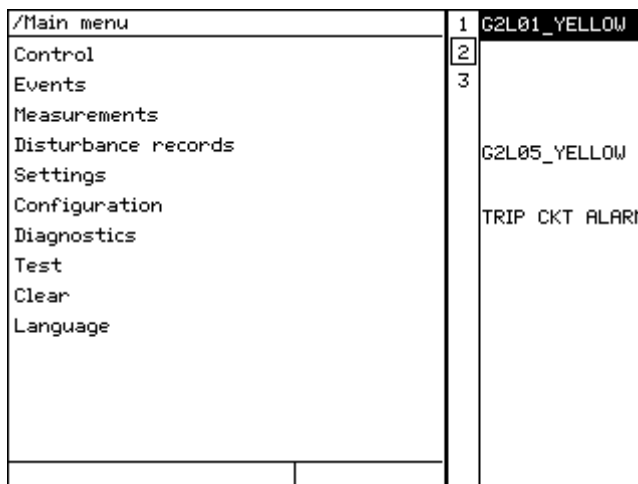 /Main menu
Control
Events
Measurements
Disturbance records
Settings
Configuration
Diagnostics
Test
Clear
Language
1 G2L01_YELLOW
2
3
G2L05_YELLOW
TRIP CKT